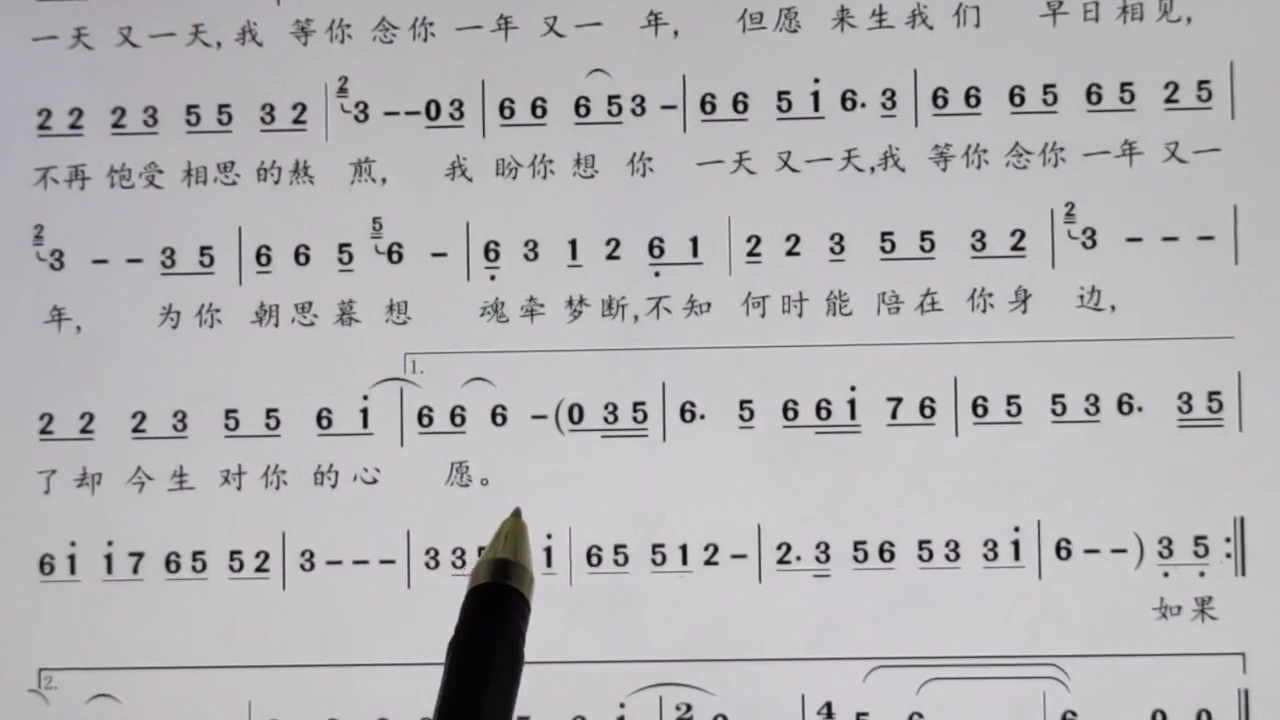 一天 又一天,我 等你 念你 一年 又一 年, 但愿 来生我们 早日相见,
2 2 2 3 5 5 3 2 | 2 3 - - 0 3 | 6 6 6 5 3 - | 6 6 5 i 6. 3 | 6 6 6 5 6 5 2 5 |
不再 饱受 相思 的熬 煎, 我 盼你 想 你 一天 又一天,我 等你 念你 一年 又一
2 3 - - 3 5 | 6 6 5 5 6 - | 6 3 1 2 6 1 | 2 2 3 5 5 3 2 | 2 3 - - - |
年, 为你 朝思暮 想 魂牵 梦断,不知 何时能 陪在 你身 边,
1.
2 2 2 3 5 5 6 i | 6 6 6 - (0 3 5 | 6. 5 6 6 i 7 6 | 6 5 5 3 6. 3 5 |
了却 今生 对你 的心 愿。
6 i i 7 6 5 5 2 | 3 - - - | 3 3 i | 6 5 5 1 2 - | 2. 3 5 6 5 3 3 i | 6 - - ) 3 5 :||
如果
2.